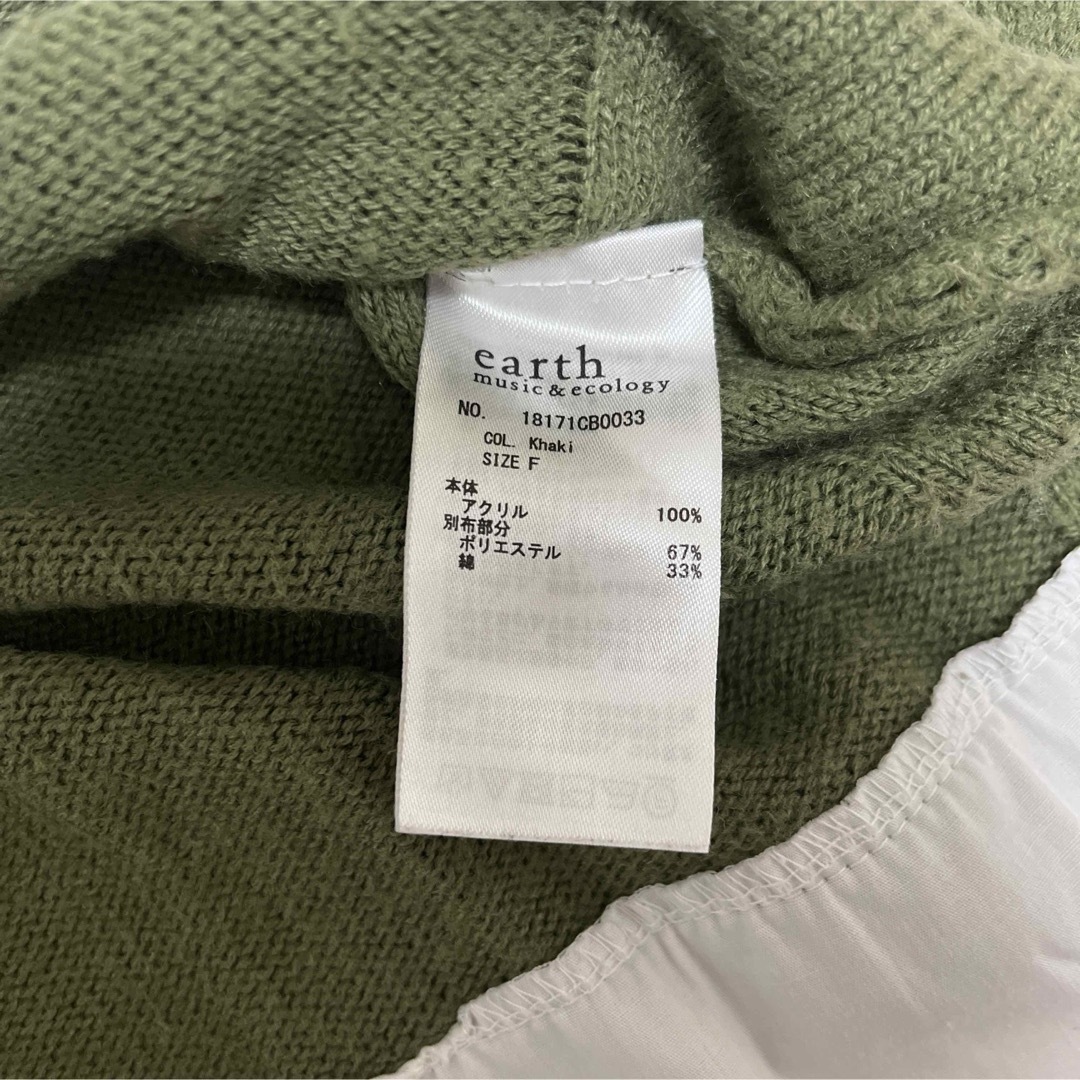 earth
music & ecology
NO. 18171CB0033
COL. Khaki
SIZE F
本体
アクリル 100%
別布部分
ポリエステル 67%
綿 33%